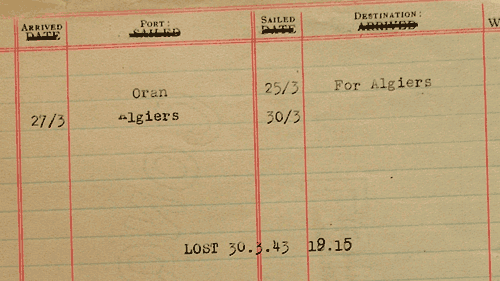 ARRIVED PORT: SAILED DESTINATION:
DATE SAILED DATE ARRIVED
Oran 25/3 For Algiers
27/3 Algiers 30/3
LOST 30.3.43 19.15